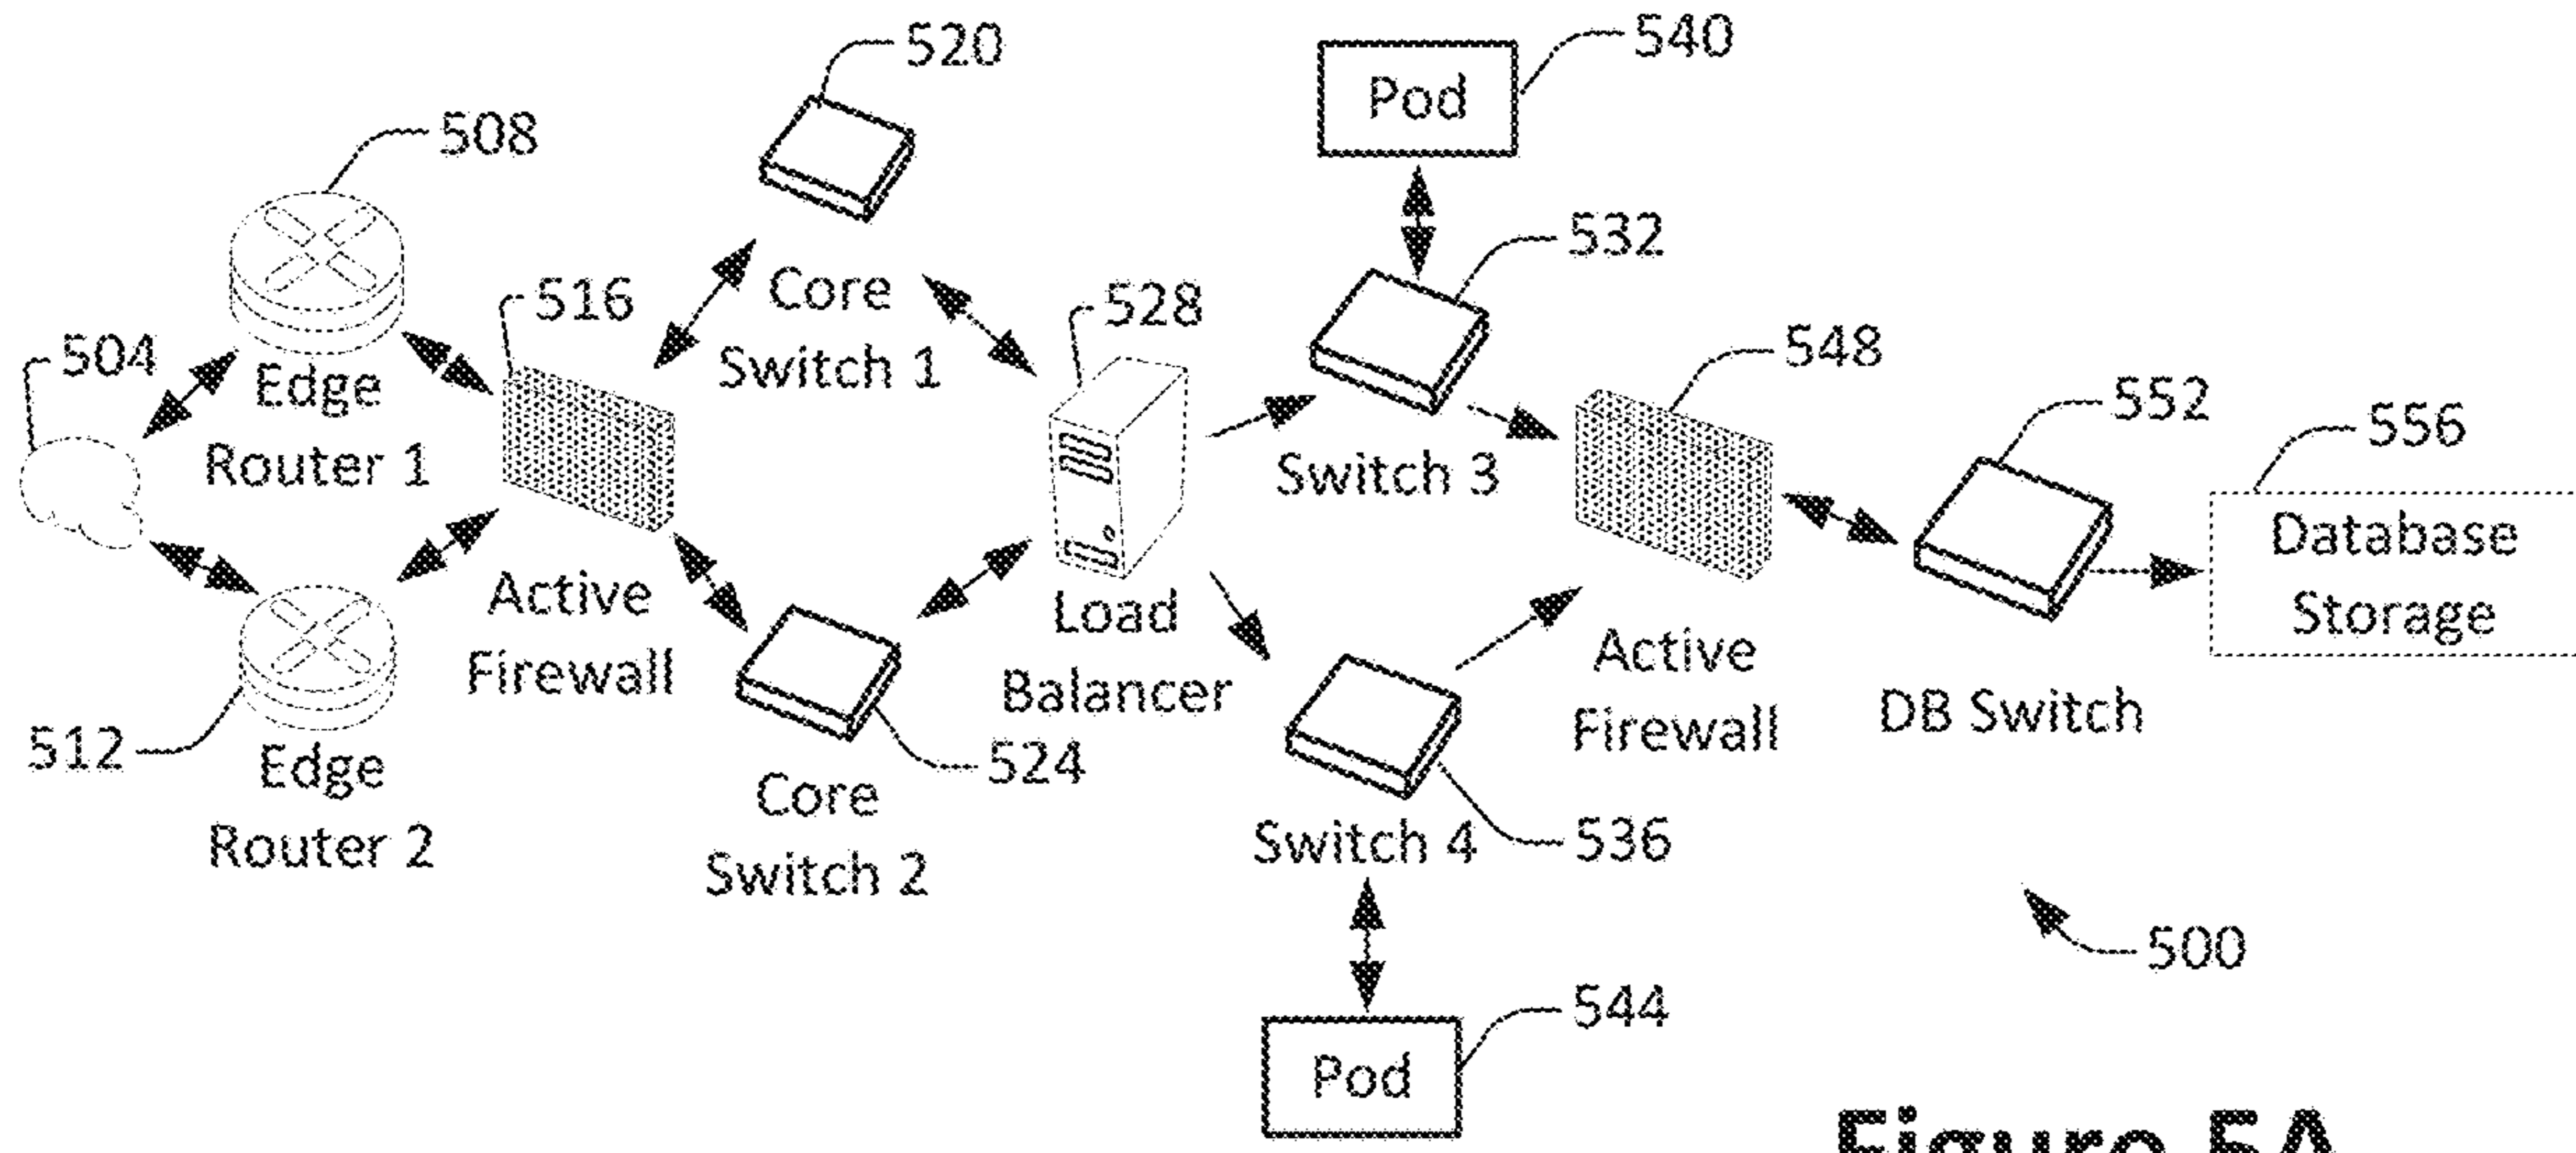 520
540
Pod
508
532
516
Core
Switch 1
528
548
504
Edge
Router 1
552
556
Switch 3
Database
Storage
Active
Firewall
Load
Balancer
Active
Firewall
DB Switch
512
Edge
Router 2
524
Core
Switch 2
Switch 4
536
500
544
Pod
Figure 5A